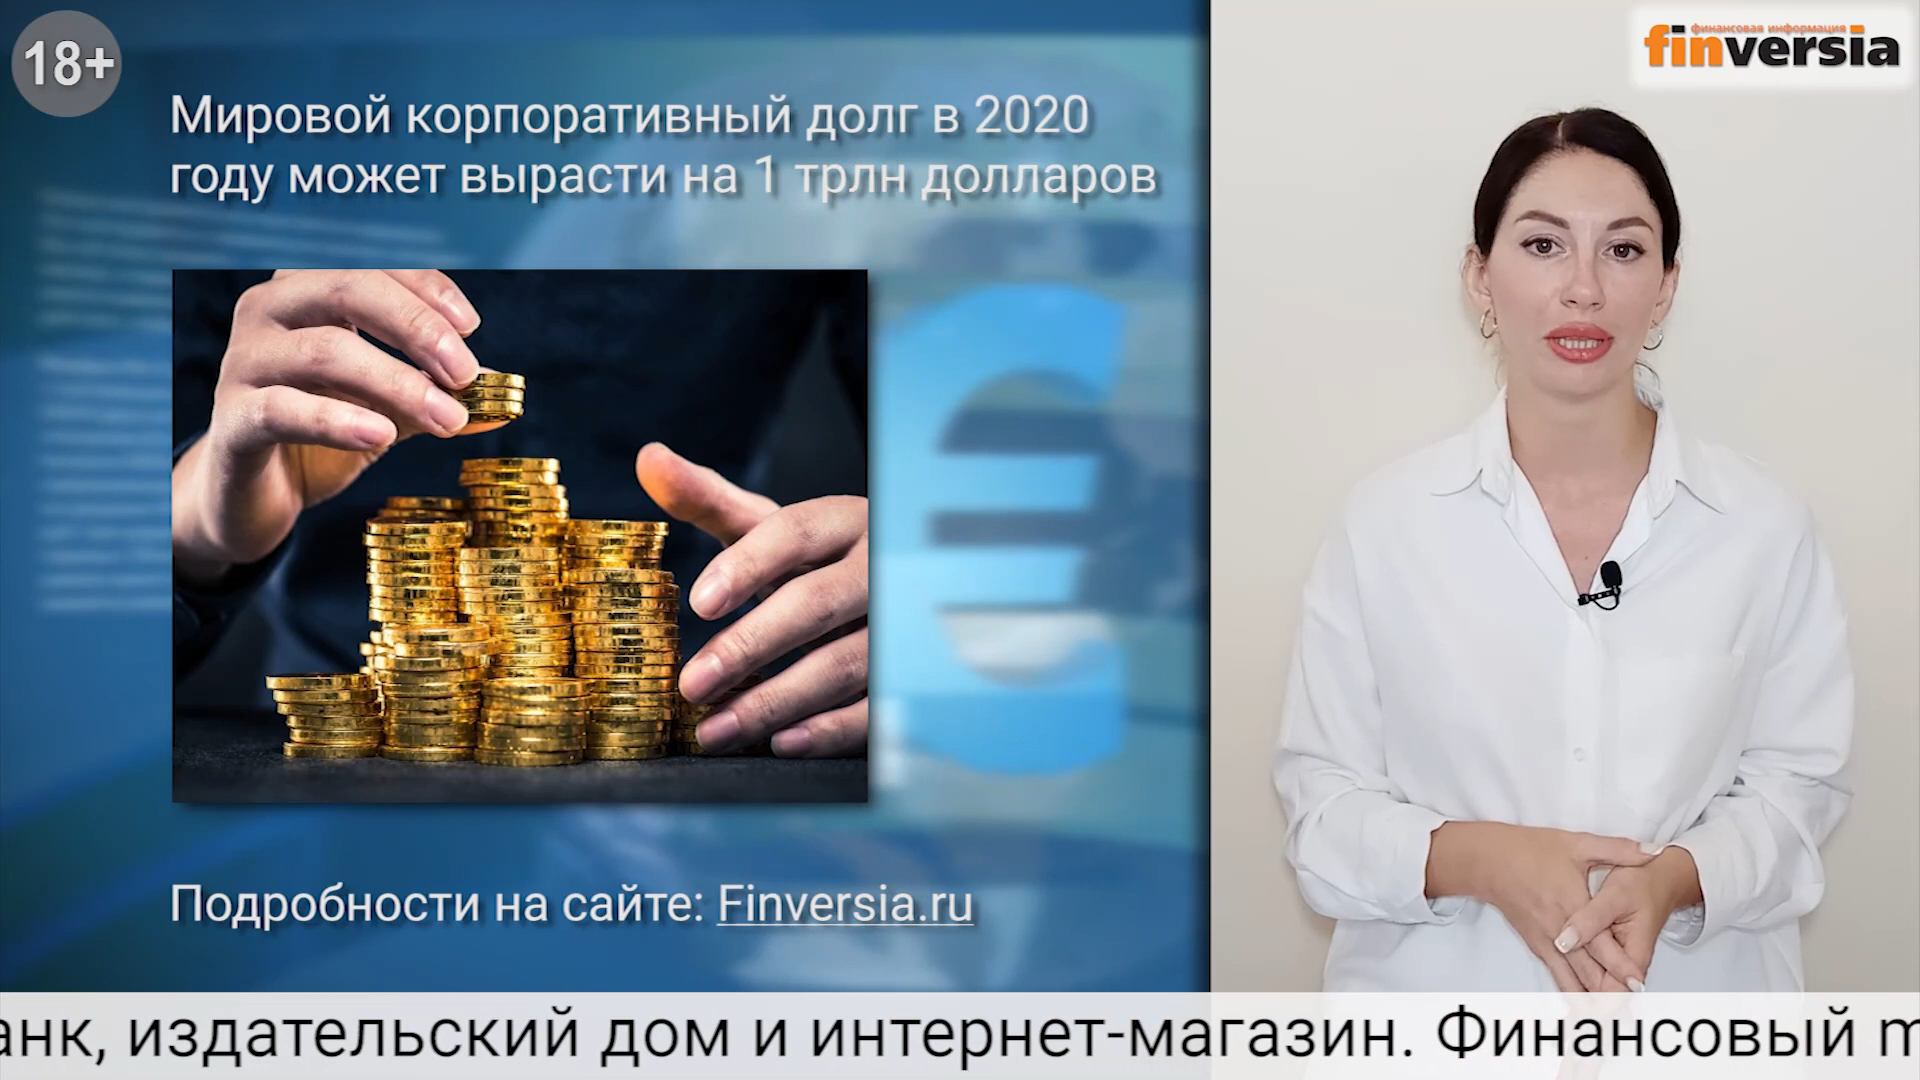 18+
финансовая информация
finversia
Мировой корпоративный долг в 2020
году может вырасти на 1 трлн долларов
Подробности на сайте: Finversia.ru
анк, издательский дом и интернет-магазин. Финансовый